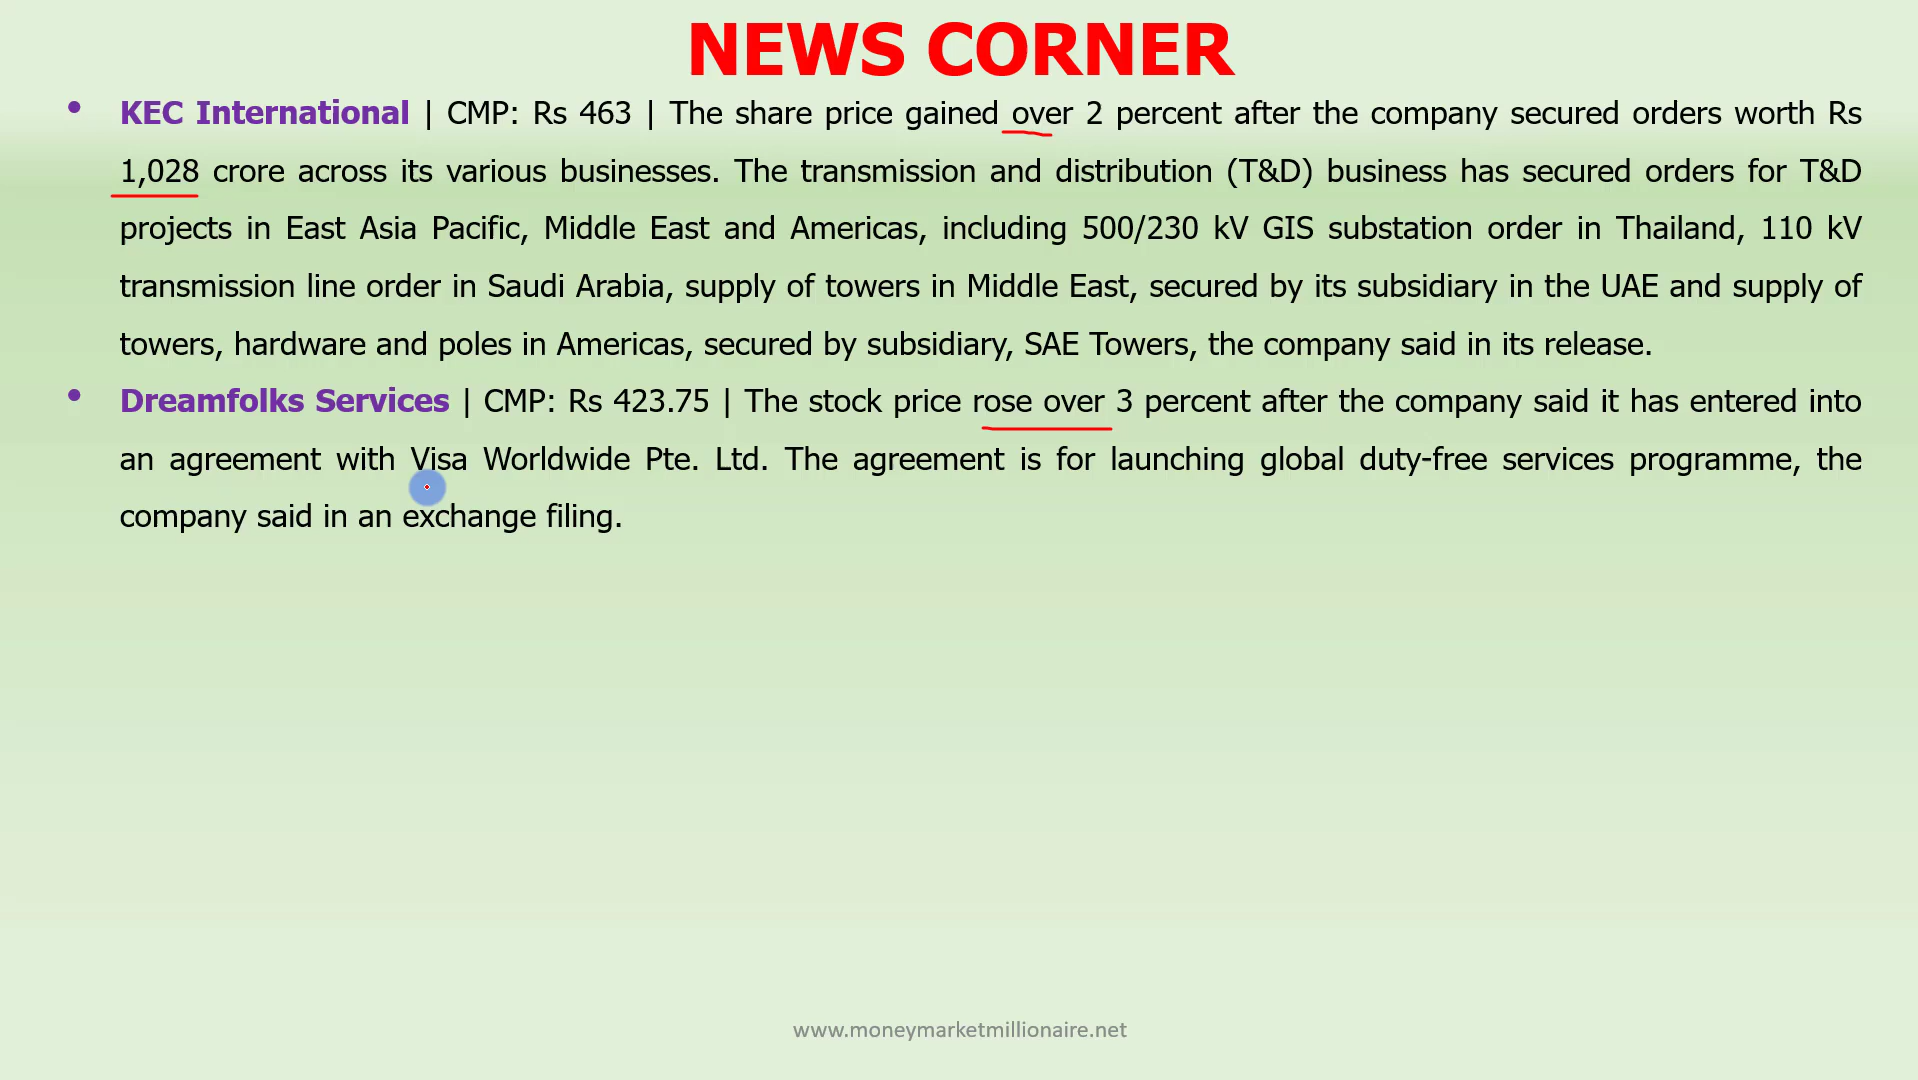 NEWS CORNER
• KEC International | CMP: Rs 463 | The share price gained over 2 percent after the company secured orders worth Rs
1,028 crore across its various businesses. The transmission and distribution (T&D) business has secured orders for T&D
projects in East Asia Pacific, Middle East and Americas, including 500/230 kV GIS substation order in Thailand, 110 kV
transmission line order in Saudi Arabia, supply of towers in Middle East, secured by its subsidiary in the UAE and supply of
towers, hardware and poles in Americas, secured by subsidiary, SAE Towers, the company said in its release.
• Dreamfolks Services | CMP: Rs 423.75 | The stock price rose over 3 percent after the company said it has entered into
an agreement with Visa Worldwide Pte. Ltd. The agreement is for launching global duty-free services programme, the
company said in an exchange filing.
www.moneymarketmillionaire.net